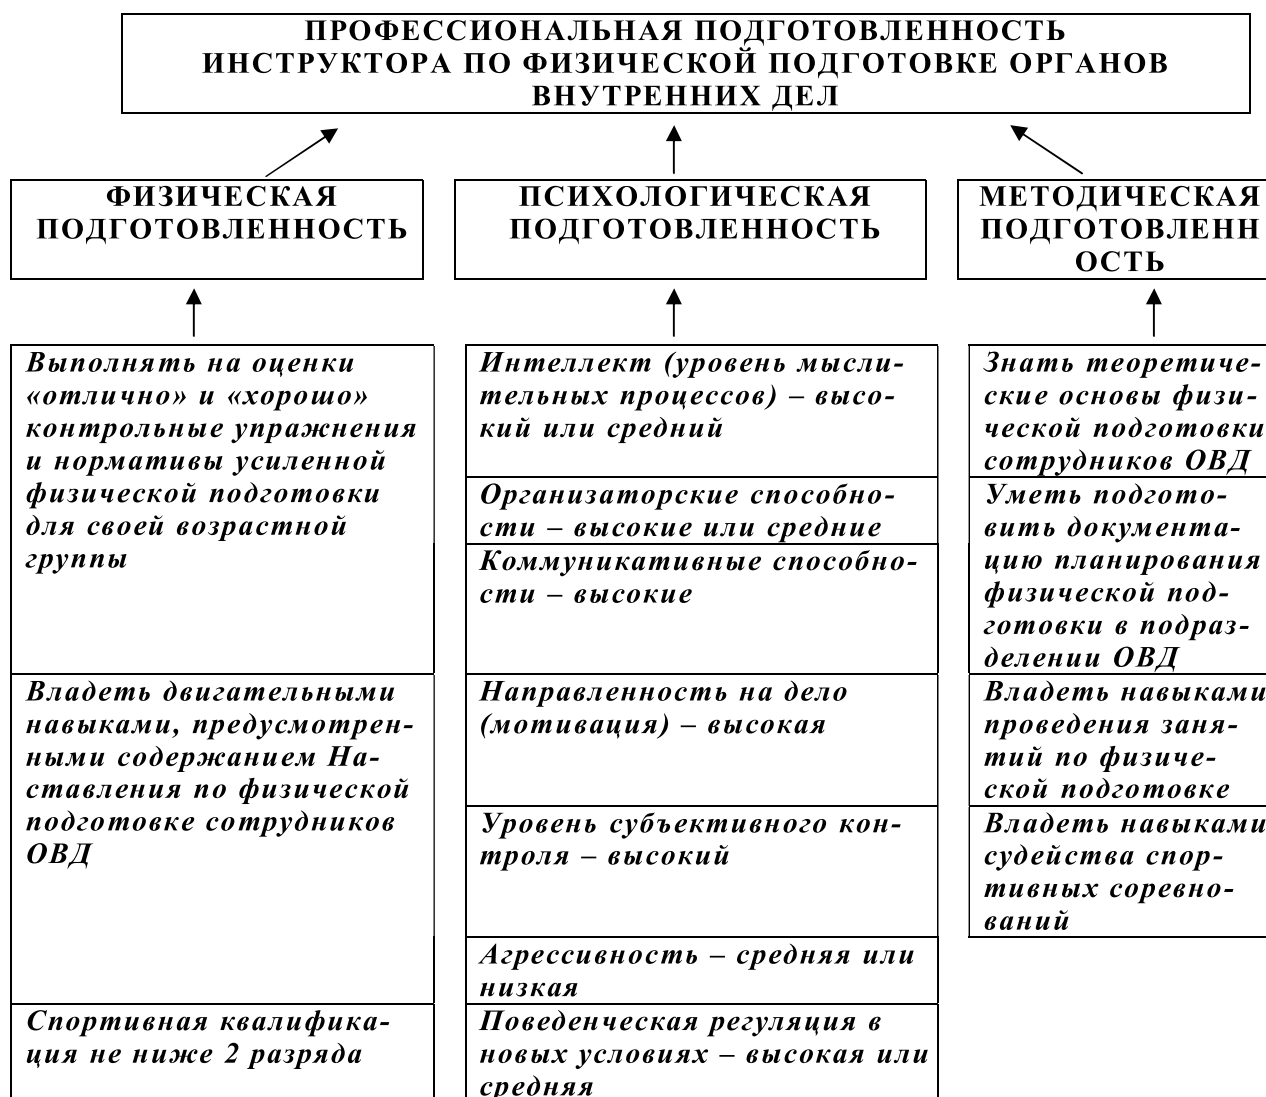 ПРОФЕССИОНАЛЬНАЯ ПОДГОТОВЛЕННОСТЬ
ИНСТРУКТОРА ПО ФИЗИЧЕСКОЙ ПОДГОТОВКЕ ОРГАНОВ
ВНУТРЕННИХ ДЕЛ
ФИЗИЧЕСКАЯ
ПОДГОТОВЛЕННОСТЬ
ПСИХОЛОГИЧЕСКАЯ
ПОДГОТОВЛЕННОСТЬ
МЕТОДИЧЕСКАЯ
ПОДГОТОВЛЕНН
ОСТЬ
Выполнять на оценки
«отлично» и «хорошо»
контрольные упражнения
и нормативы усиленной
физической подготовки
для своей возрастной
группы
Владеть двигательными
навыками, предусмотрен-
ными содержанием На-
ставления по физической
подготовке сотрудников
ОВД
Спортивная квалифика-
ция не ниже 2 разряда
Интеллект (уровень мысли-
тельных процессов) – высо-
кий или средний
Организаторские способно-
сти – высокие или средние
Коммуникативные способно-
сти – высокие
Направленность на дело
(мотивация) – высокая
Уровень субъективного кон-
троля – высокий
Агрессивность – средняя или
низкая
Поведенческая регуляция в
новых условиях – высокая или
средняя
Знать теоретиче-
ские основы физи-
ческой подготовки
сотрудников ОВД
Уметь подгото-
вить документа-
цию планирования
физической под-
готовки в подраз-
делении ОВД
Владеть навыками
проведения заня-
тий по физиче-
ской подготовке
Владеть навыками
судейства спор-
тивных соревно-
ваний